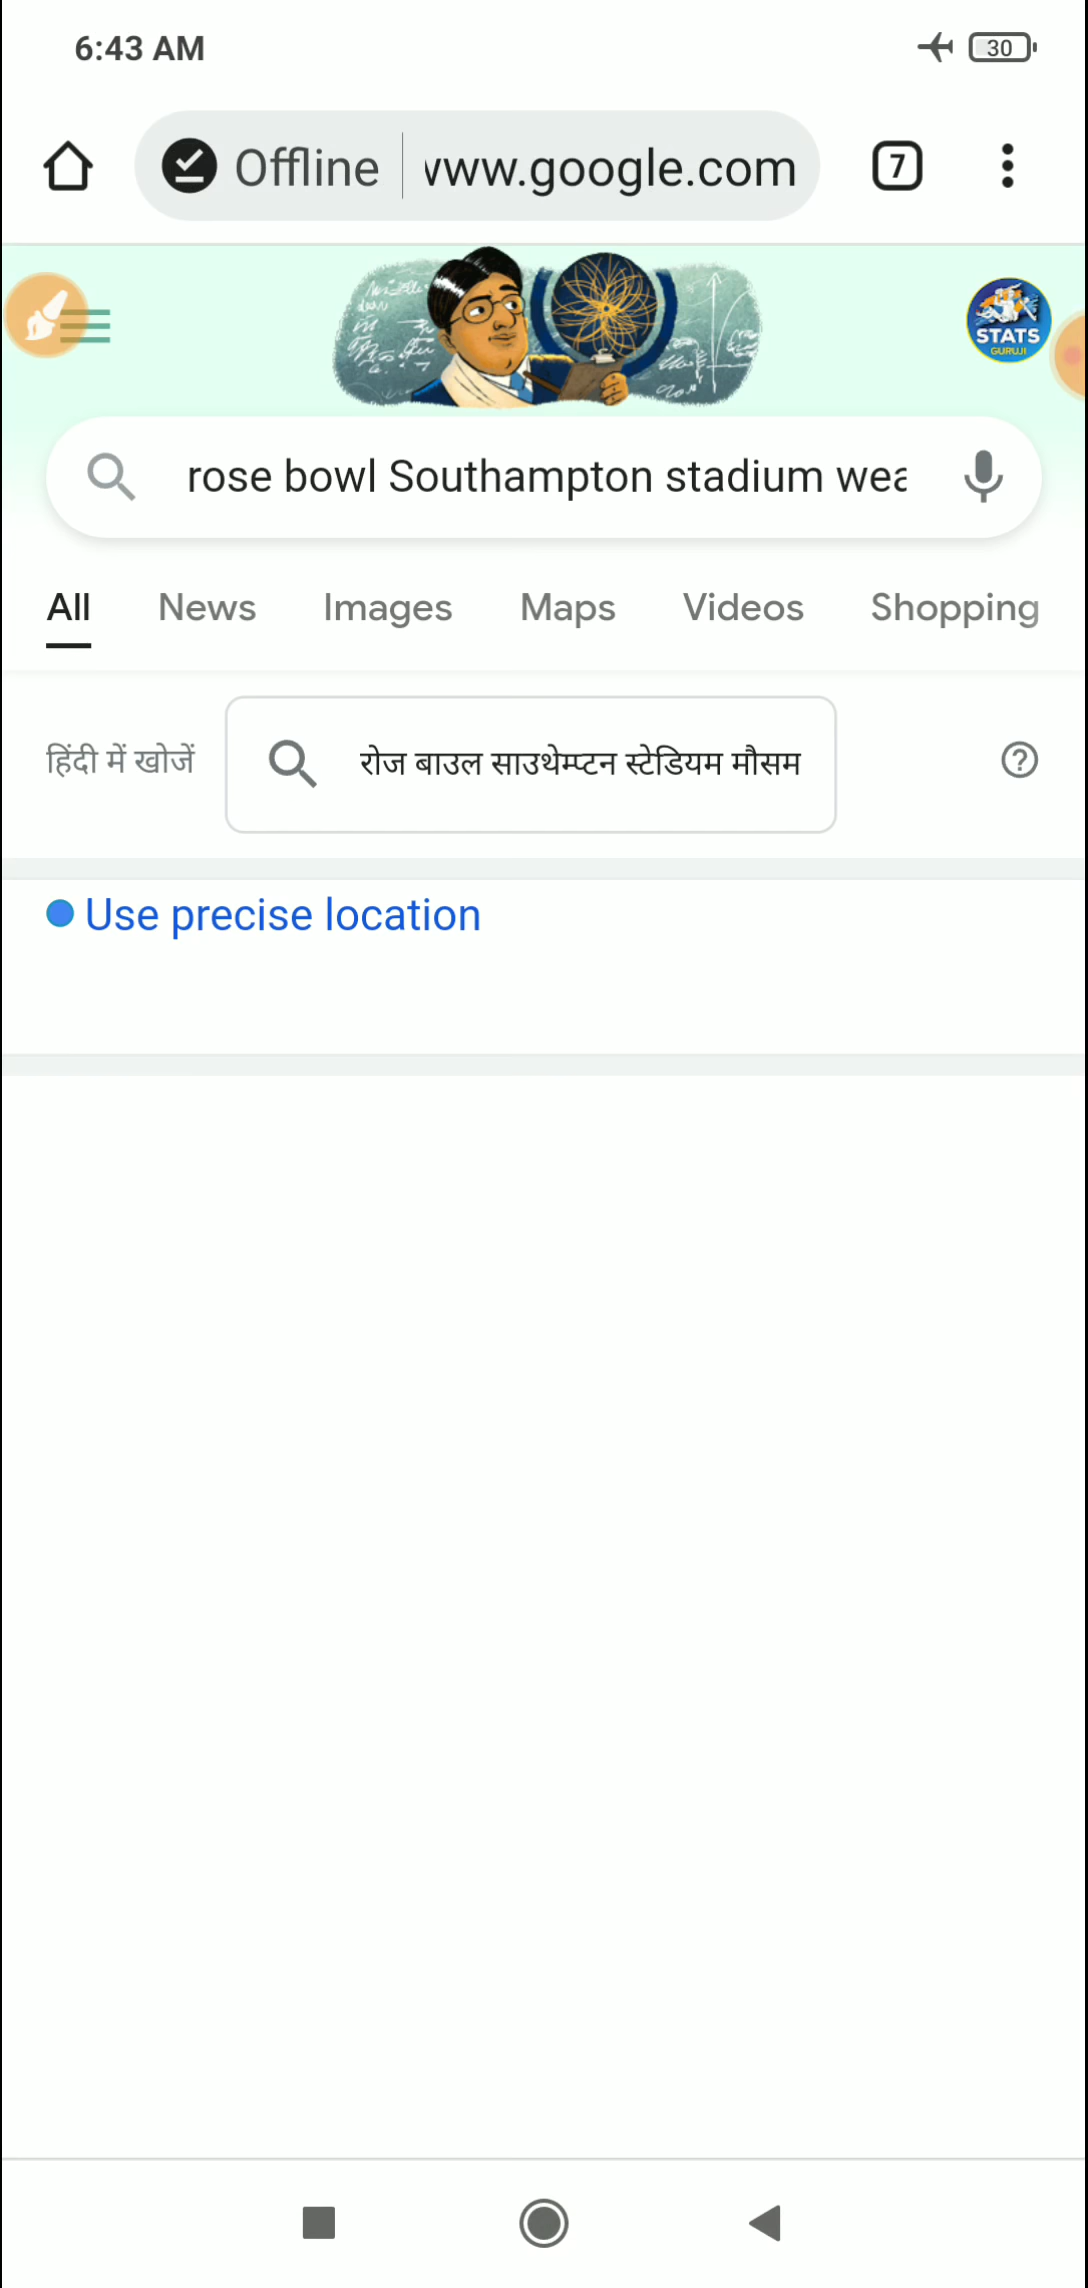 6:43 AM
30
Offline
www.google.com
7
STATS
GURUJI
rose bowl Southampton stadium wea
All News Images Maps Videos Shopping
हिंदी में खोजें
रोज बाउल साउथेम्प्टन स्टेडियम मौसम
Use precise location